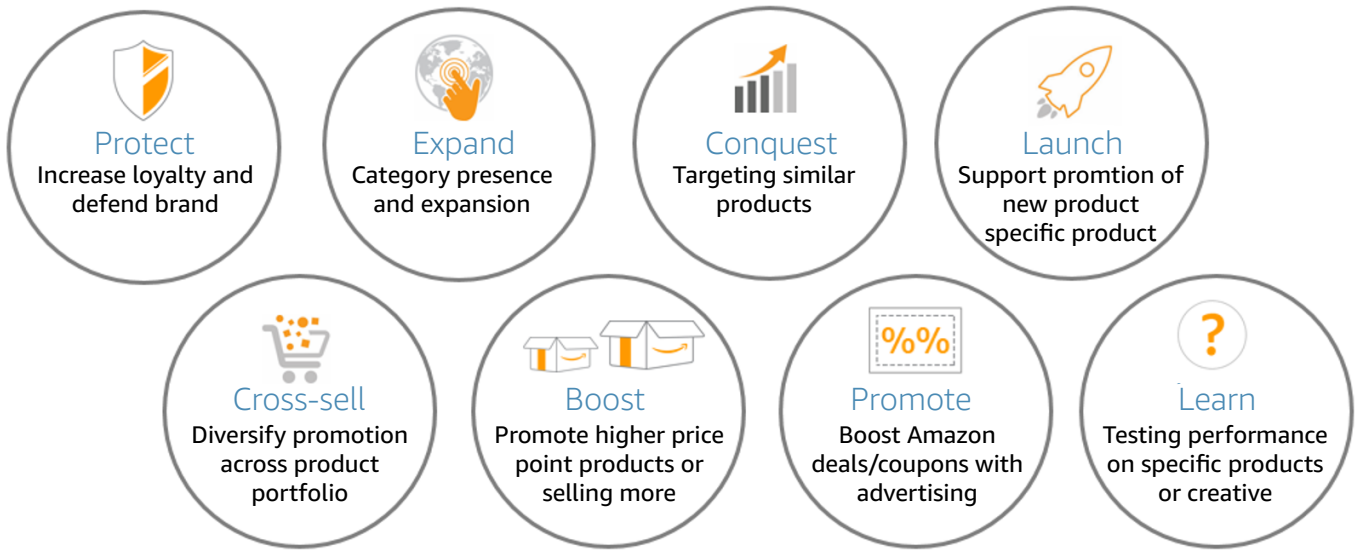 Protect
Increase loyalty and
defend brand
Expand
Category presence
and expansion
Conquest
Targeting similar
products
Launch
Support promtion of
new product
specific product
Cross-sell
Diversify promotion
across product
portfolio
Boost
Promote higher price
point products or
selling more
%%
Promote
Boost Amazon
deals/coupons with
advertising
?
Learn
Testing performance
on specific products
or creative